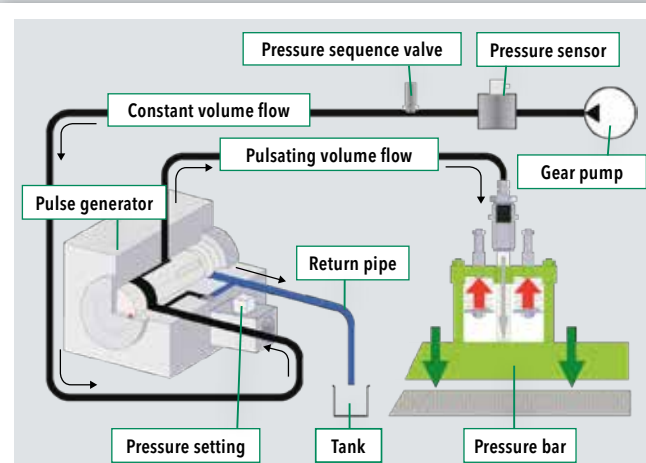 Pressure sequence valve
Pressure sensor
Constant volume flow
Pulsating volume flow
Gear pump
Pulse generator
Return pipe
Pressure setting
Tank
Pressure bar